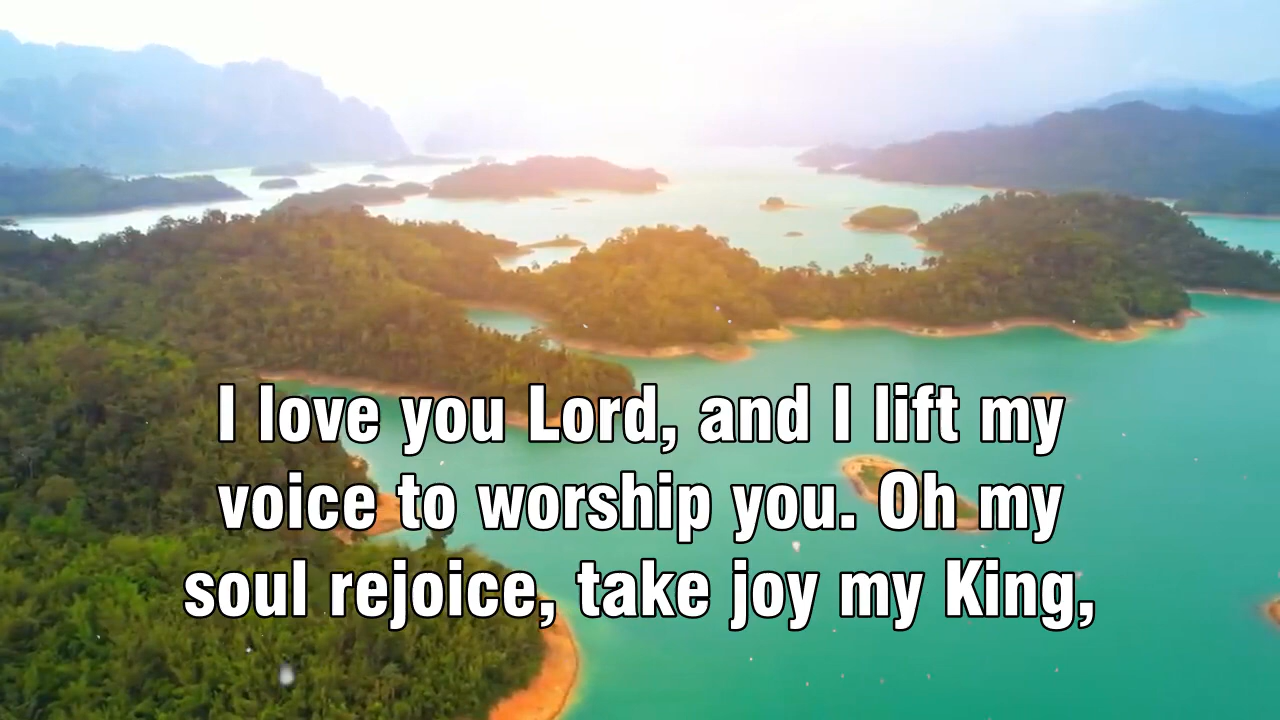 I love you Lord, and I lift my
voice to worship you. Oh my
soul rejoice, take joy my King,